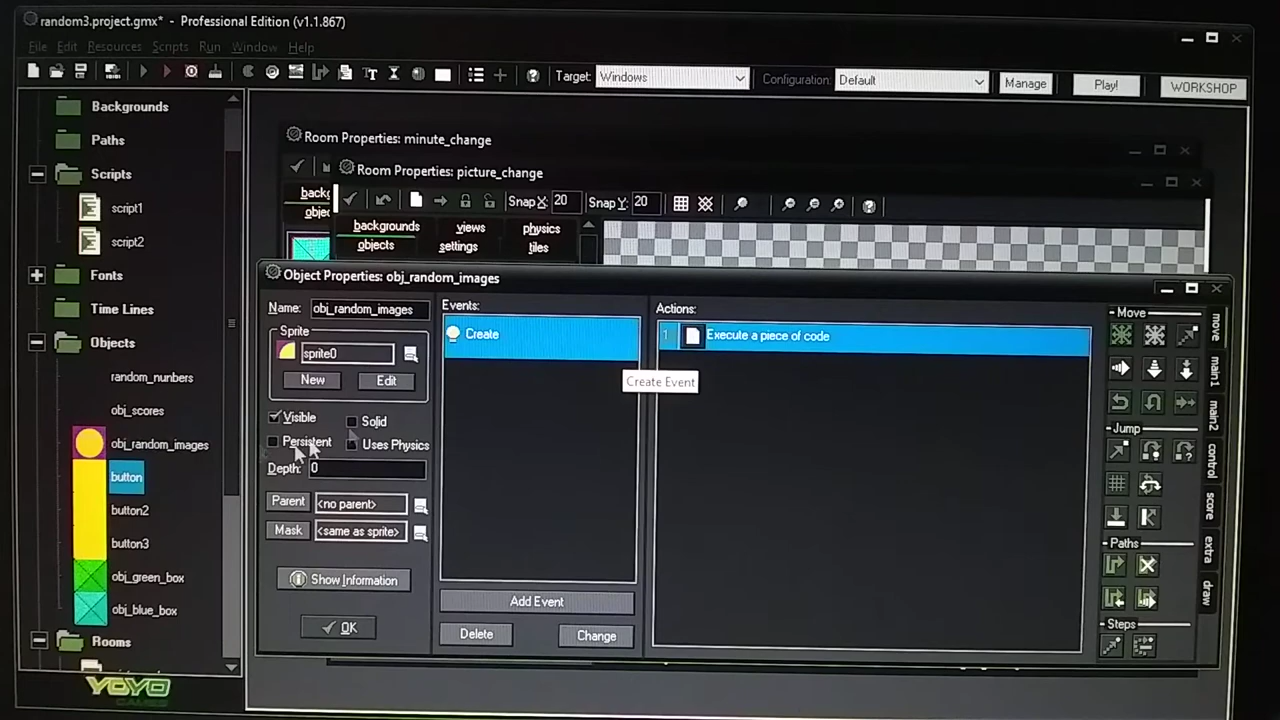 random3.project.gmx* - Professional Edition (v1.1.867)
File Edit Resources Scripts Run Window Help
Target: Windows Configuration: Default Manage Play! WORKSHOP
Backgrounds
Paths
Scripts
script1
script2
Fonts
Time Lines
Objects
random_nunbers
obj_scores
obj_random_images
button
button2
button3
obj_green_box
obj_blue_box
Rooms
YOYO
GAMES
Room Properties: minute_change
backg
objec
Room Properties: picture_change
Snap X: 20 Snap Y: 20
backgrounds views physics
objects settings tiles
Object Properties: obj_random_images
Name: obj_random_images
Sprite
sprite0
New Edit
Visible Solid
Persistent Uses Physics
Depth: 0
Parent <no parent>
Mask <same as sprite>
Show Information
OK
Events:
Create
Create Event
Add Event
Delete Change
Actions:
1 Execute a piece of code
Move
Jump
Paths
Steps
move
main1
main2
control
score
extra
draw